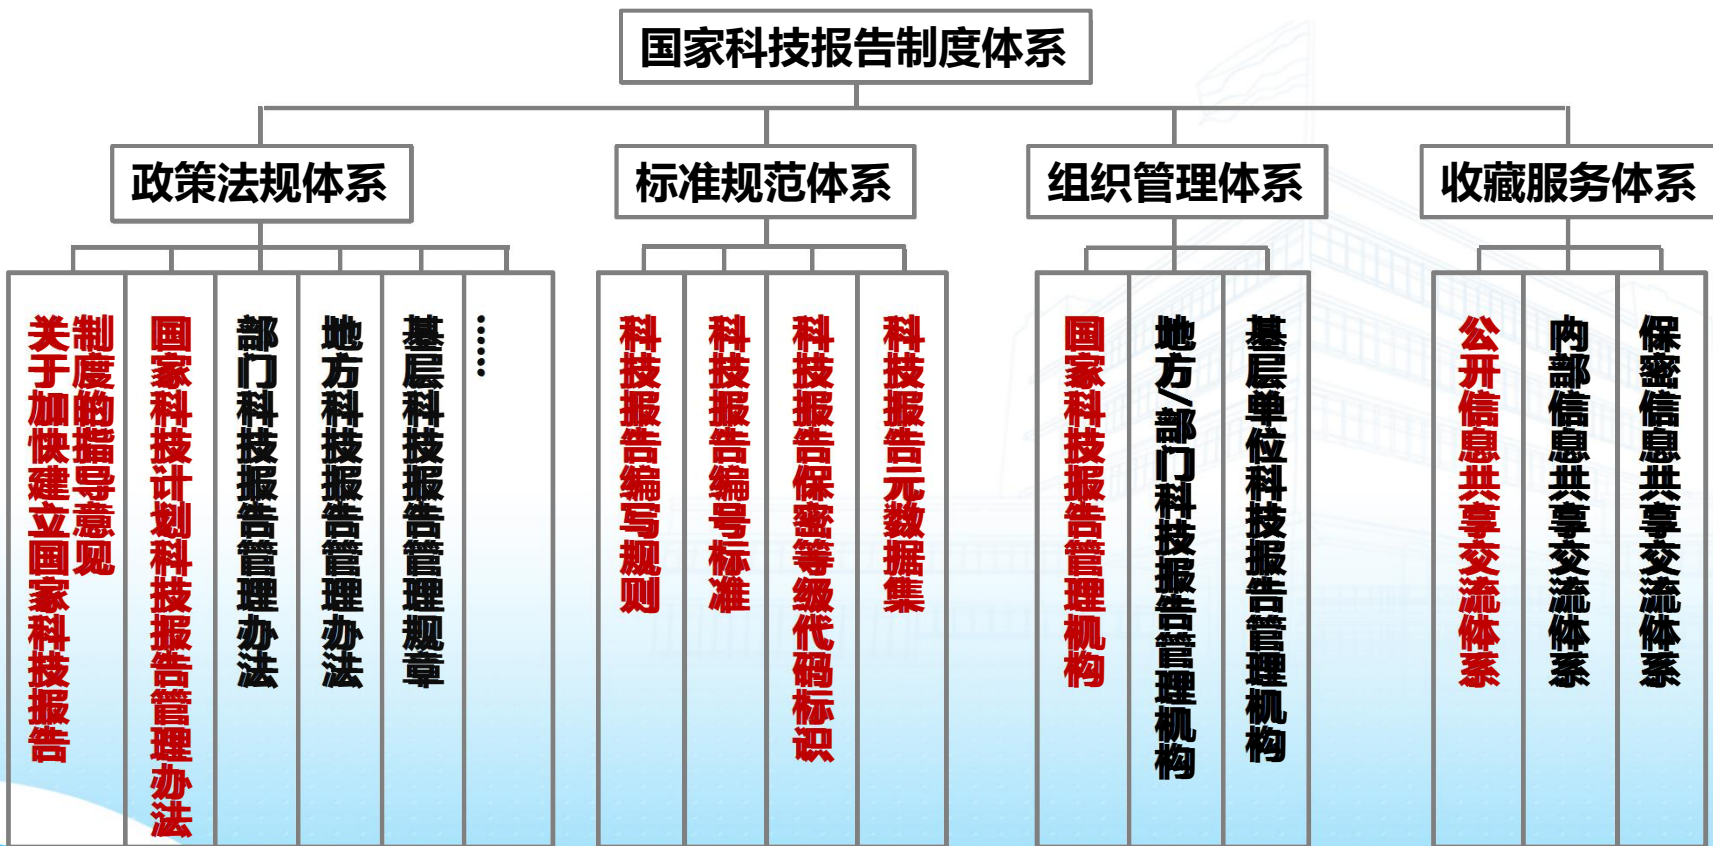 国家科技报告制度体系
政策法规体系
标准规范体系
组织管理体系
收藏服务体系
关于加快建立国家科技报告
制度的指导意见
国家科技计划科技报告管理办法
部门科技报告管理办法
地方科技报告管理办法
基层科技报告管理规章
……
科技报告编写规则
科技报告编号标准
科技报告保密等级代码标识
科技报告元数据集
国家科技报告管理机构
地方/部门科技报告管理机构
基层单位科技报告管理机构
公开信息共享交流体系
内部信息共享交流体系
保密信息共享交流体系